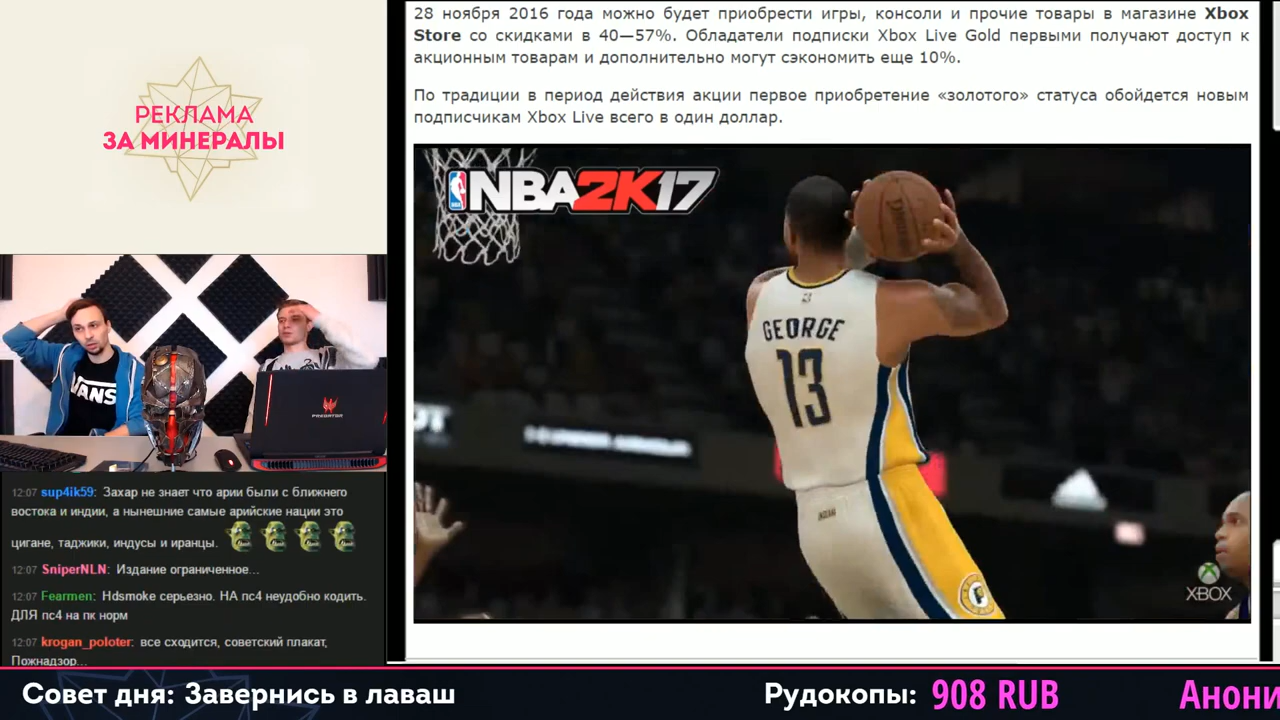 28 ноября 2016 года можно будет приобрести игры, консоли и прочие товары в магазине Xbox
Store со скидками в 40—57%. Обладатели подписки Xbox Live Gold первыми получают доступ к
акционным товарам и дополнительно могут сэкономить еще 10%.
По традиции в период действия акции первое приобретение «золотого» статуса обойдется новым
подписчикам Xbox Live всего в один доллар.
РЕКЛАМА
ЗА МИНЕРАЛЫ
NBA2K17
GEORGE
13
INDIANA
XBOX
VANS
PREDATOR
12:07 sup4ik59: Захар не знает что арии были с ближнего
востока и индии, а нынешние самые арийские нации это
цигане, таджики, индусы и иранцы.
12:07 SniperNLN: Издание ограниченное...
12:07 Fearmen: Hdsmoke серьезно. НА пс4 неудобно кодить.
ДЛЯ пс4 на пк норм
12:07 krogan_poloter: все сходится, советский плакат,
Пожнадзор...
Совет дня: Завернись в лаваш
Рудокопы: 908 RUB
Анони